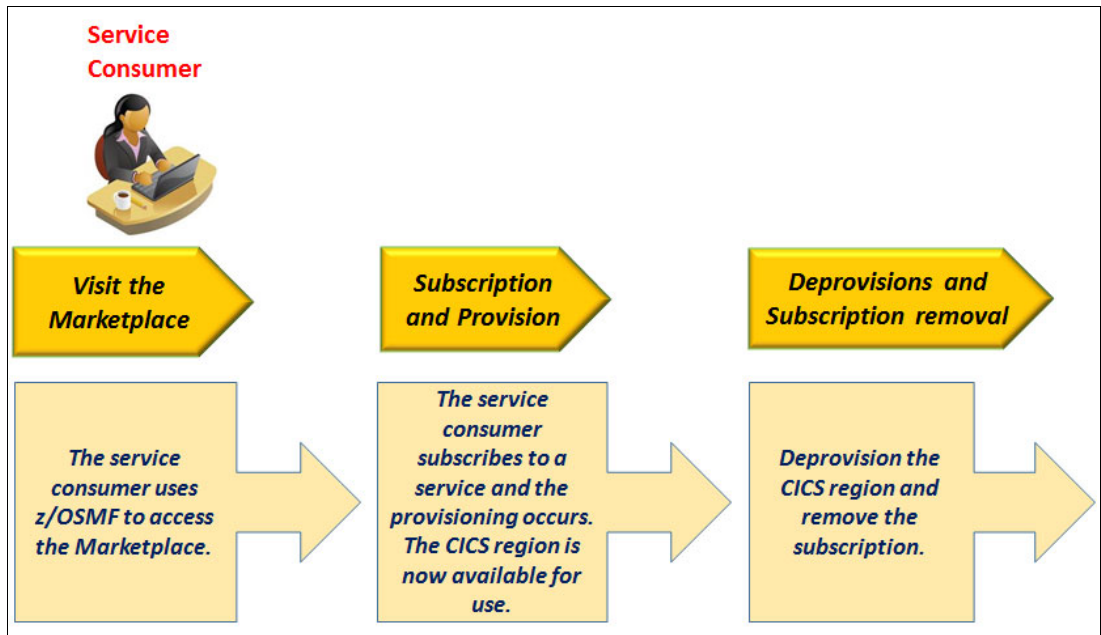 Service
Consumer
Visit the
Marketplace
Subscription
and Provision
Deprovisions and
Subscription removal
The service
consumer uses
z/OSMF to access
the Marketplace.
The service
consumer
subscribes to a
service and the
provisioning occurs.
The CICS region is
now available for
use.
Deprovision the
CICS region and
remove the
subscription.